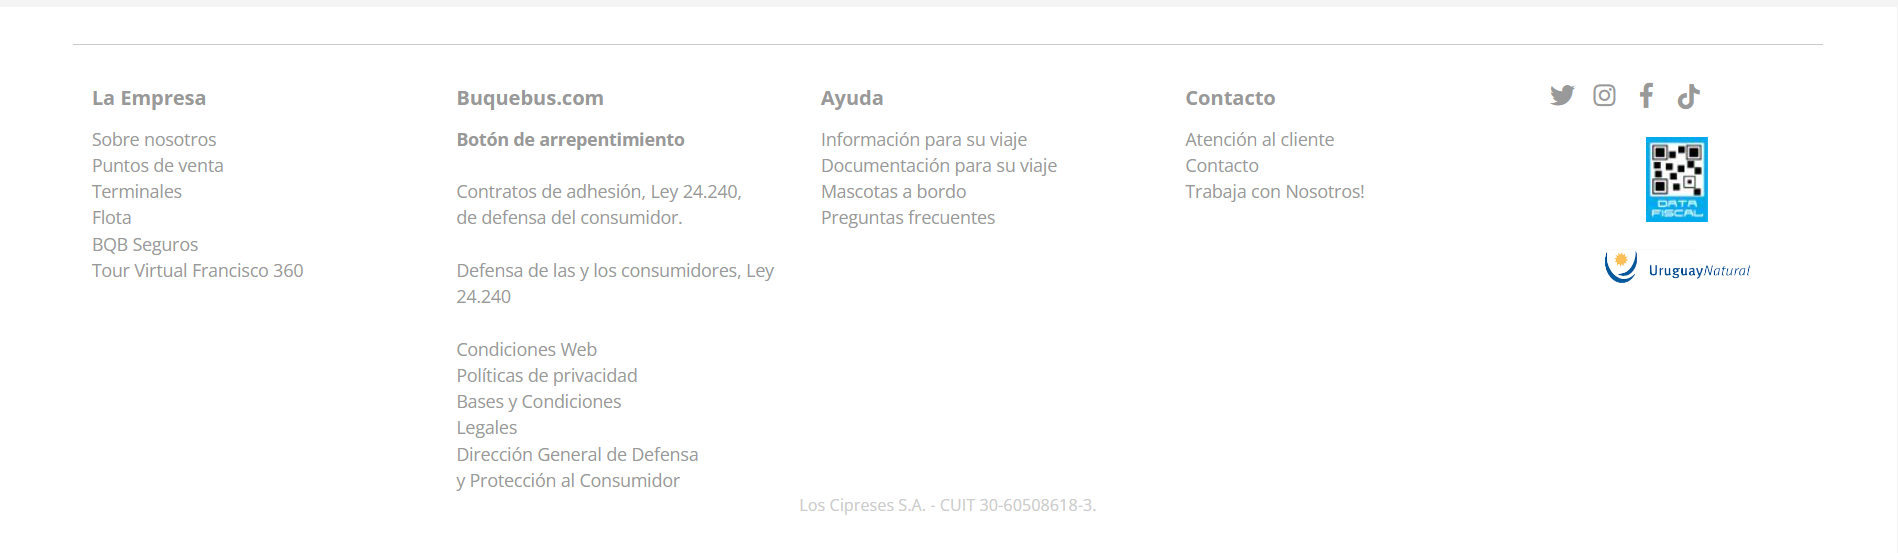 La Empresa
Sobre nosotros
Puntos de venta
Terminales
Flota
BQB Seguros
Tour Virtual Francisco 360
Buquebus.com
Botón de arrepentimiento
Contratos de adhesión, Ley 24.240,
de defensa del consumidor.
Defensa de las y los consumidores, Ley
24.240
Condiciones Web
Políticas de privacidad
Bases y Condiciones
Legales
Dirección General de Defensa
y Protección al Consumidor
Ayuda
Información para su viaje
Documentación para su viaje
Mascotas a bordo
Preguntas frecuentes
Contacto
Atención al cliente
Contacto
Trabaja con Nosotros!
DATA
FISCAL
UruguayNatural
Los Cipreses S.A. - CUIT 30-60508618-3.